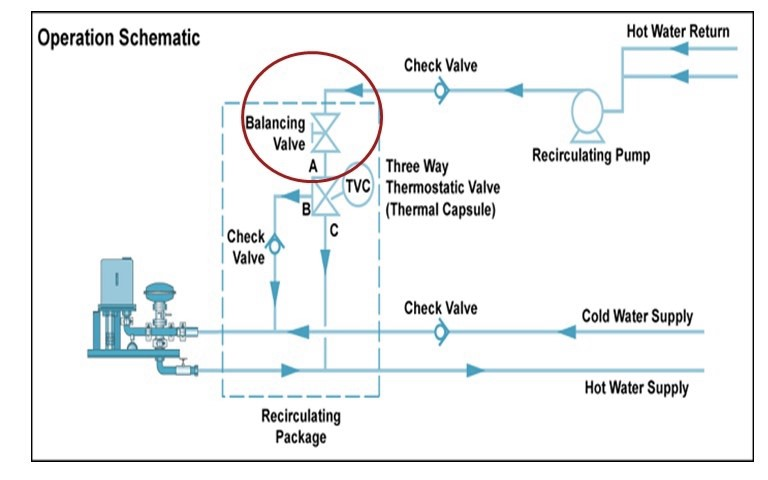 Operation Schematic
Hot Water Return
Check Valve
Balancing
Valve
Recirculating Pump
A
Three Way
Thermostatic Valve
(Thermal Capsule)
TVC
B
C
Check
Valve
Check Valve
Cold Water Supply
Hot Water Supply
Recirculating
Package